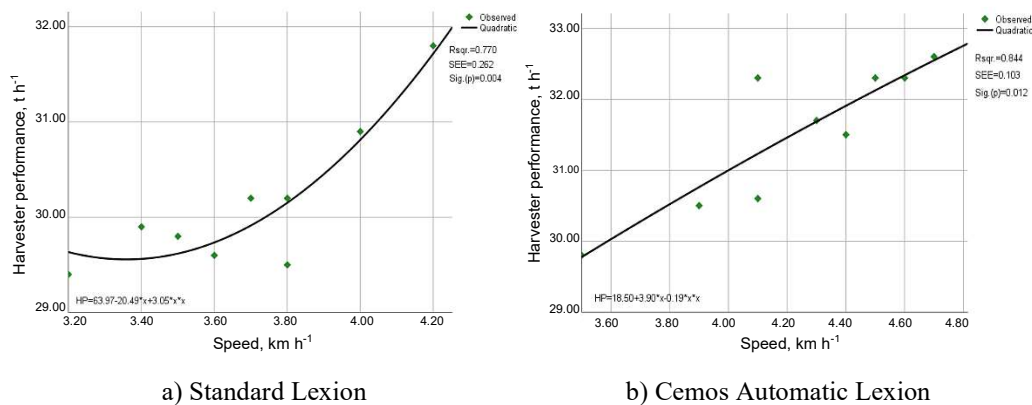 Observed
Quadratic
Rsqr.=0.770
SEE=0.262
Sig.(p)=0.004
32.00
31.00
30.00
29.00
Harvester performance, t h-1
HP=63.97-20.49*x+3.05*x*x
3.20 3.40 3.60 3.80 4.00 4.20
Speed, km h-1
a) Standard Lexion
Observed
Quadratic
Rsqr.=0.844
SEE=0.103
Sig.(p)=0.012
33.00
32.00
31.00
30.00
29.00
Harvester performance, t h-1
HP=18.50+3.90*x-0.19*x*x
3.60 3.80 4.00 4.20 4.40 4.60 4.80
Speed, km h-1
b) Cemos Automatic Lexion